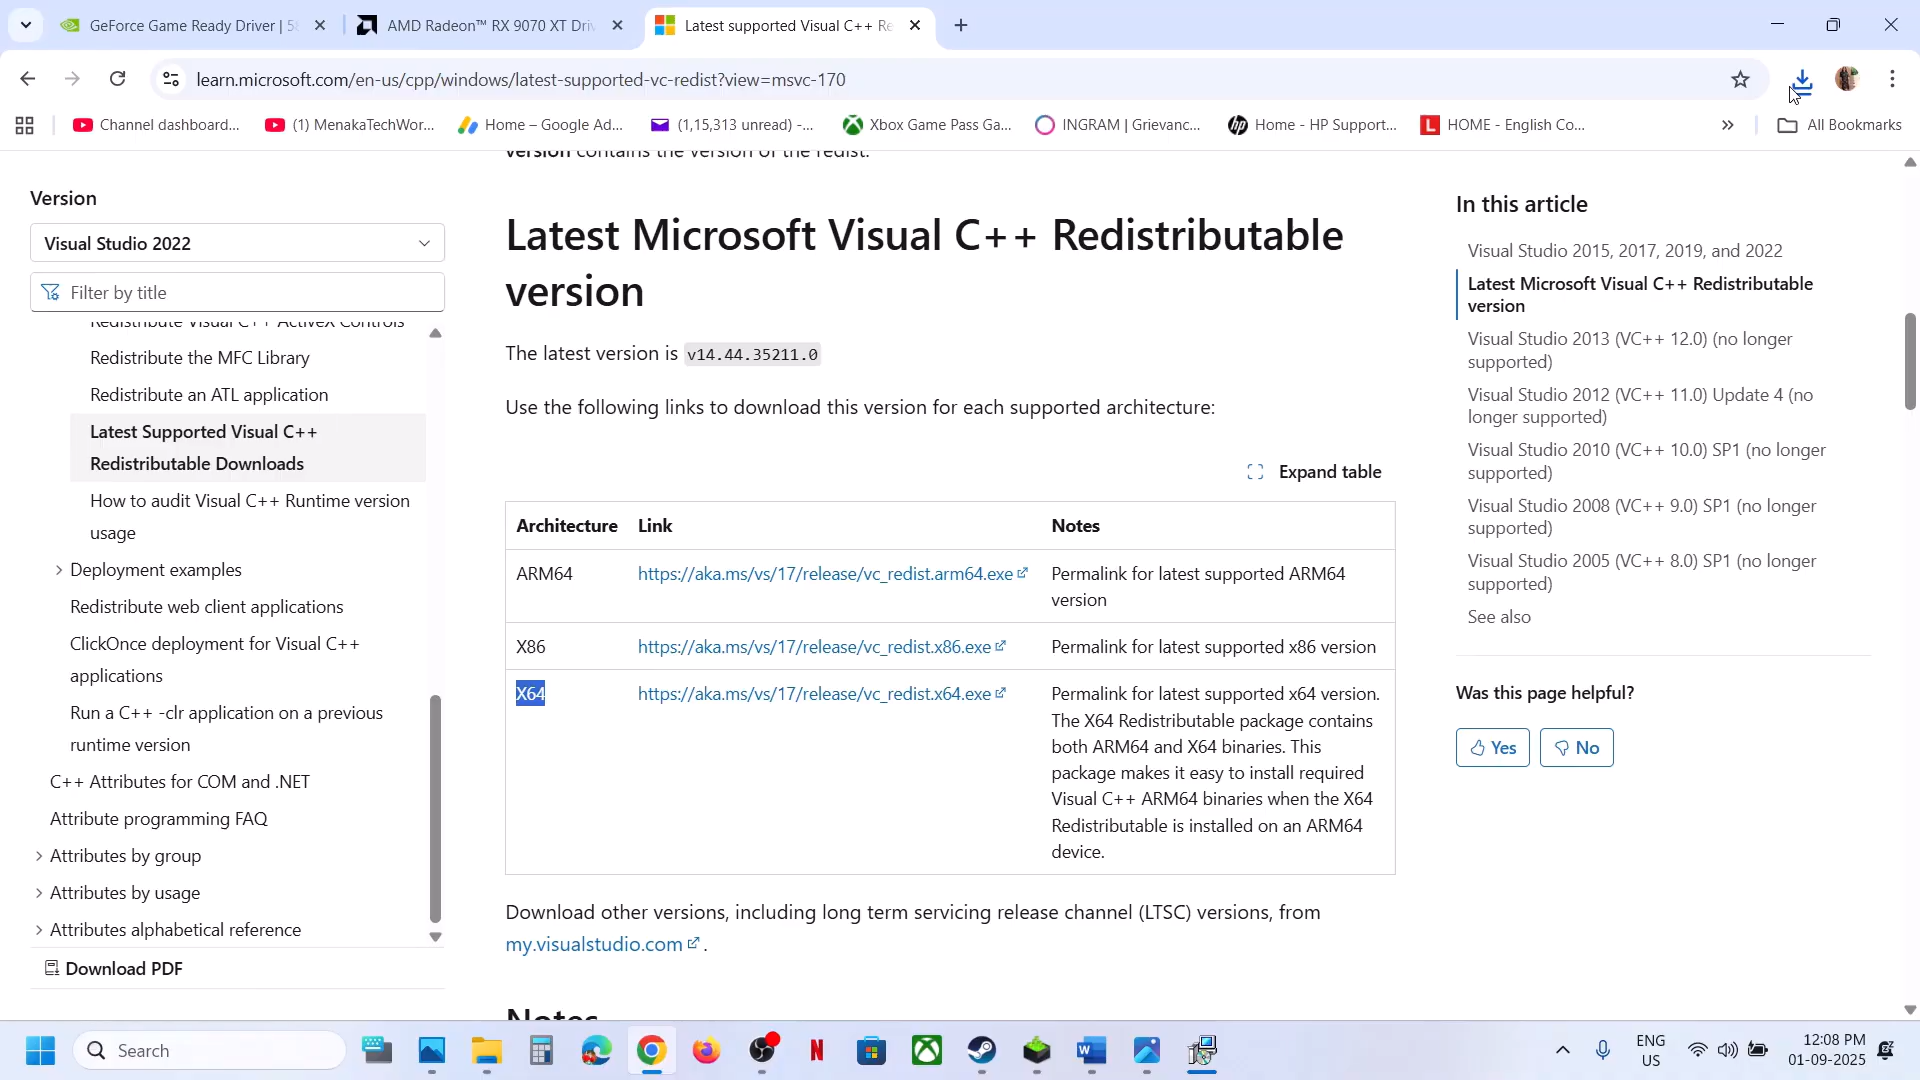 GeForce Game Ready Driver | 58
AMD Radeon™ RX 9070 XT Driv
Latest supported Visual C++ Re
learn.microsoft.com/en-us/cpp/windows/latest-supported-vc-redist?view=msvc-170
Channel dashboard...
(1) MenakaTechWor...
Home – Google Ad...
(1,15,313 unread) -...
Xbox Game Pass Ga...
INGRAM | Grievanc...
Home - HP Support...
HOME - English Co...
All Bookmarks
Version
Visual Studio 2022
Filter by title
Redistribute Visual C++ ActiveX Controls
Redistribute the MFC Library
Redistribute an ATL application
Latest Supported Visual C++
Redistributable Downloads
How to audit Visual C++ Runtime version
usage
Deployment examples
Redistribute web client applications
ClickOnce deployment for Visual C++
applications
Run a C++ -clr application on a previous
runtime version
C++ Attributes for COM and .NET
Attribute programming FAQ
Attributes by group
Attributes by usage
Attributes alphabetical reference
Download PDF
version contains the version of the redist.
Latest Microsoft Visual C++ Redistributable
version
The latest version is v14.44.35211.0
Use the following links to download this version for each supported architecture:
Expand table
Architecture Link Notes
ARM64 https://aka.ms/vs/17/release/vc_redist.arm64.exe Permalink for latest supported ARM64
version
X86 https://aka.ms/vs/17/release/vc_redist.x86.exe Permalink for latest supported x86 version
X64 https://aka.ms/vs/17/release/vc_redist.x64.exe Permalink for latest supported x64 version.
The X64 Redistributable package contains
both ARM64 and X64 binaries. This
package makes it easy to install required
Visual C++ ARM64 binaries when the X64
Redistributable is installed on an ARM64
device.
Download other versions, including long term servicing release channel (LTSC) versions, from
my.visualstudio.com .
Notes
In this article
Visual Studio 2015, 2017, 2019, and 2022
Latest Microsoft Visual C++ Redistributable
version
Visual Studio 2013 (VC++ 12.0) (no longer
supported)
Visual Studio 2012 (VC++ 11.0) Update 4 (no
longer supported)
Visual Studio 2010 (VC++ 10.0) SP1 (no longer
supported)
Visual Studio 2008 (VC++ 9.0) SP1 (no longer
supported)
Visual Studio 2005 (VC++ 8.0) SP1 (no longer
supported)
See also
Was this page helpful?
Yes
No
Search
ENG
US
12:08 PM
01-09-2025